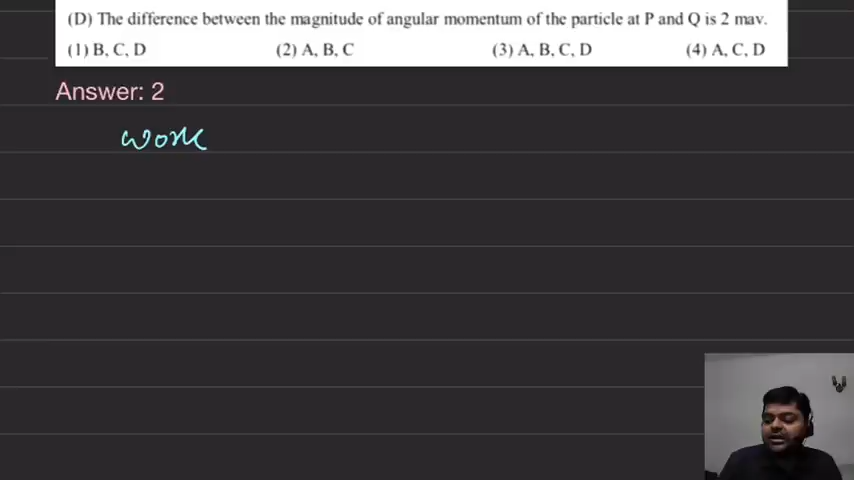 (D) The difference between the magnitude of angular momentum of the particle at P and Q is 2 mav.
(1) B, C, D (2) A, B, C (3) A, B, C, D (4) A, C, D
Answer: 2
work